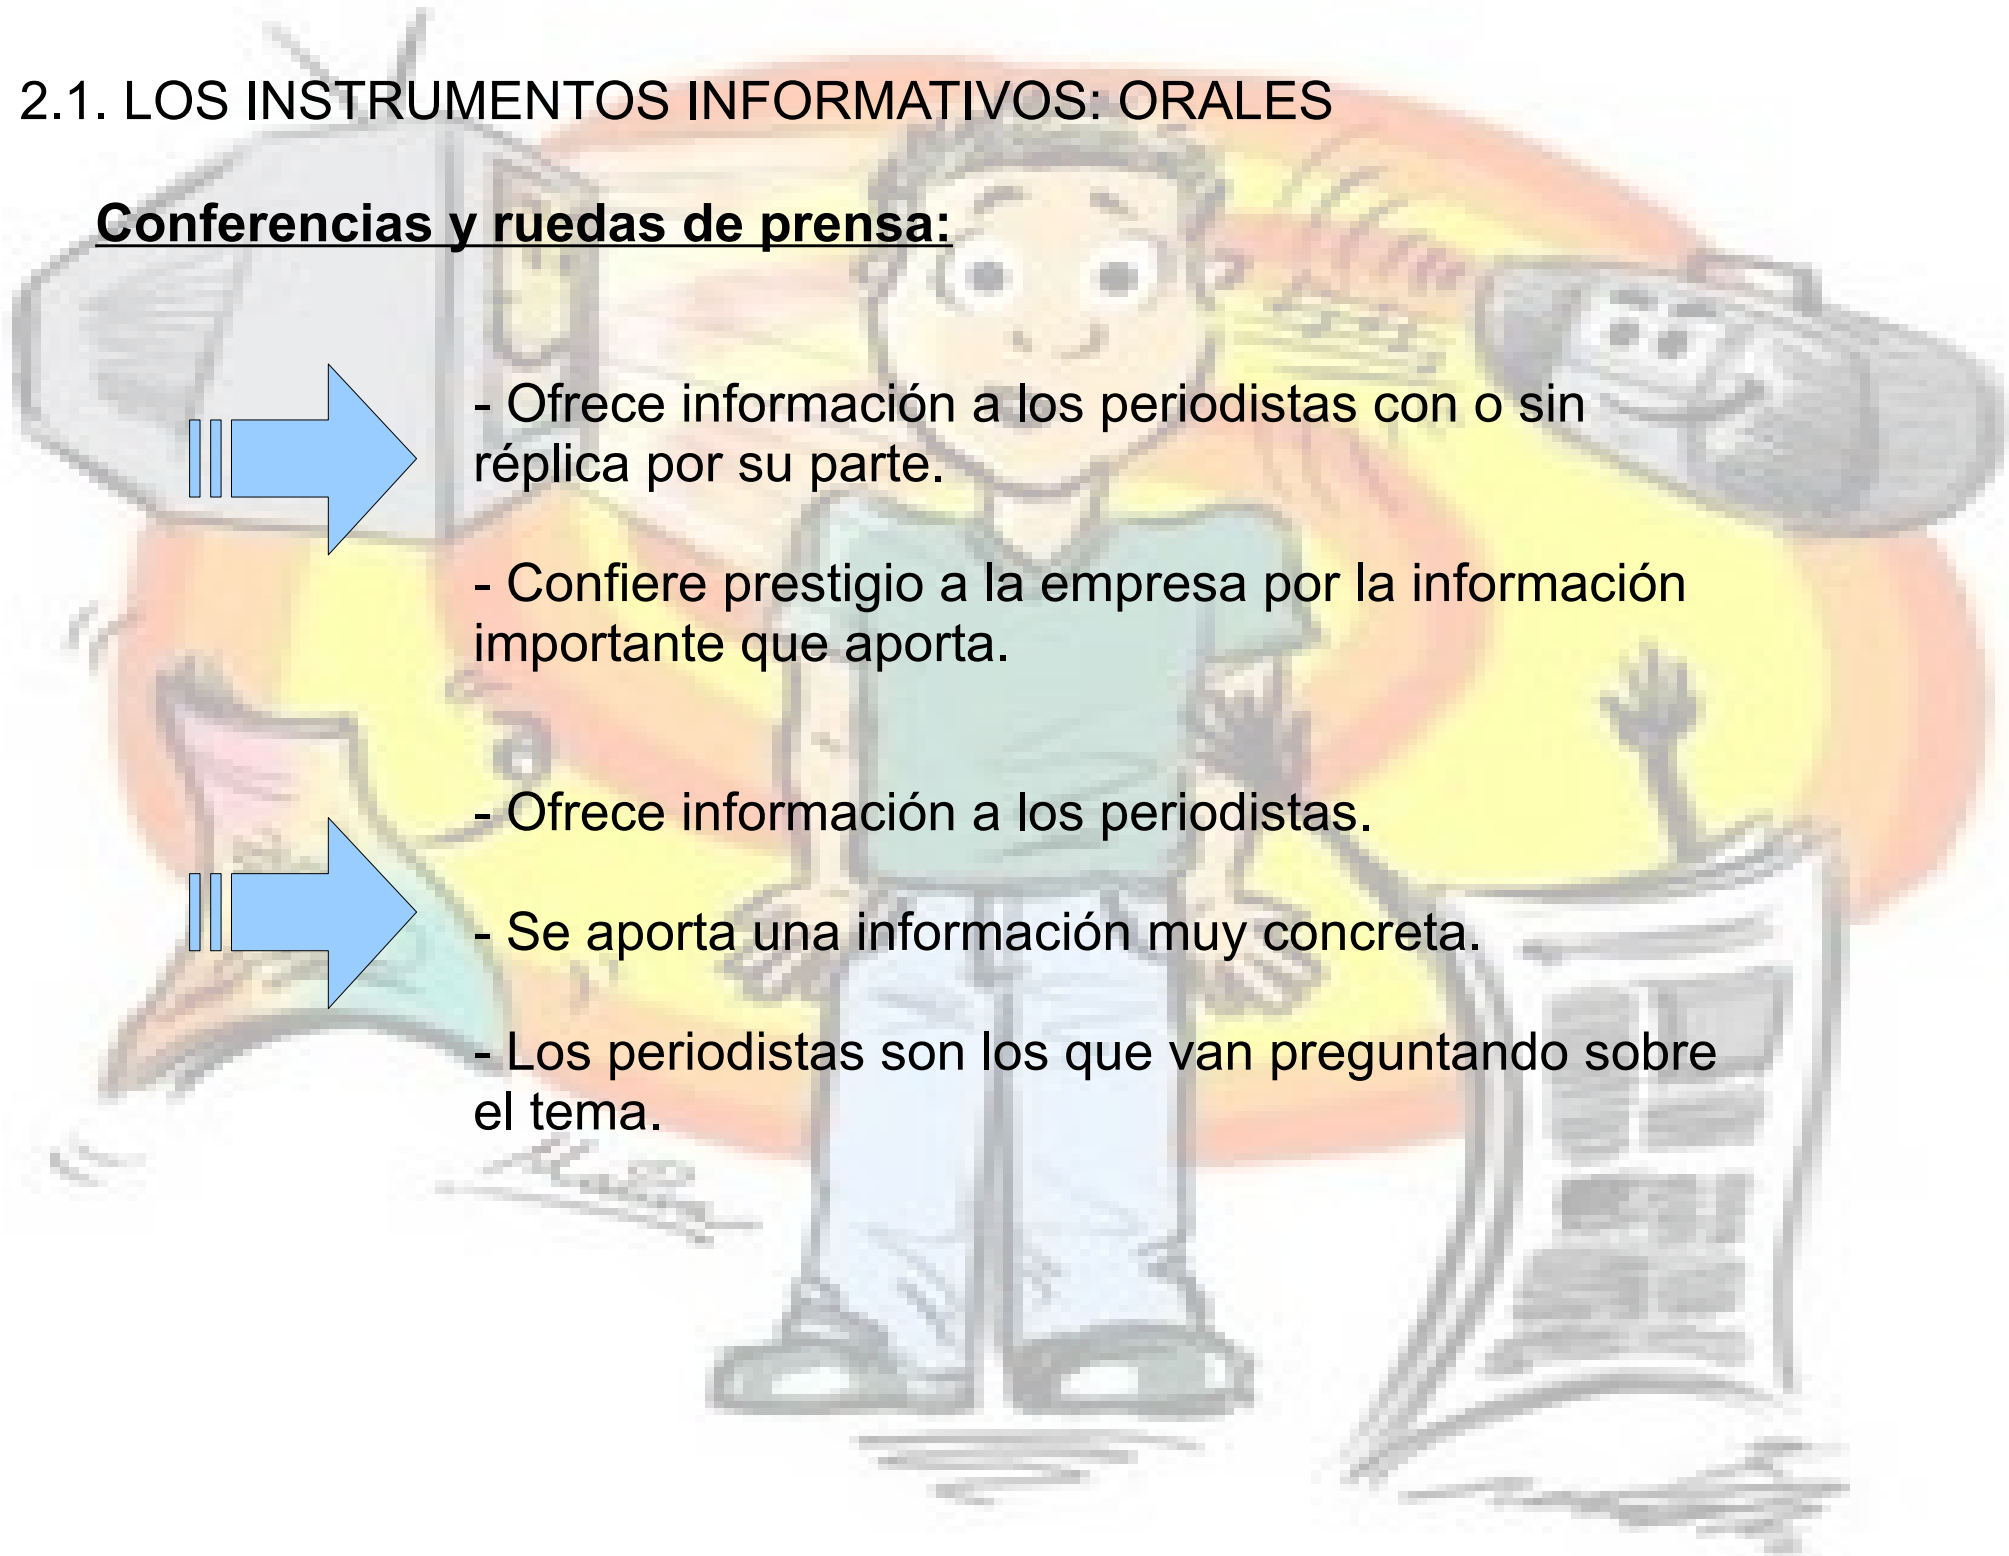 2.1. LOS INSTRUMENTOS INFORMATIVOS: ORALES
Conferencias y ruedas de prensa:
- Ofrece información a los periodistas con o sin
réplica por su parte.
- Confiere prestigio a la empresa por la información
importante que aporta.
- Ofrece información a los periodistas.
- Se aporta una información muy concreta.
- Los periodistas son los que van preguntando sobre
el tema.